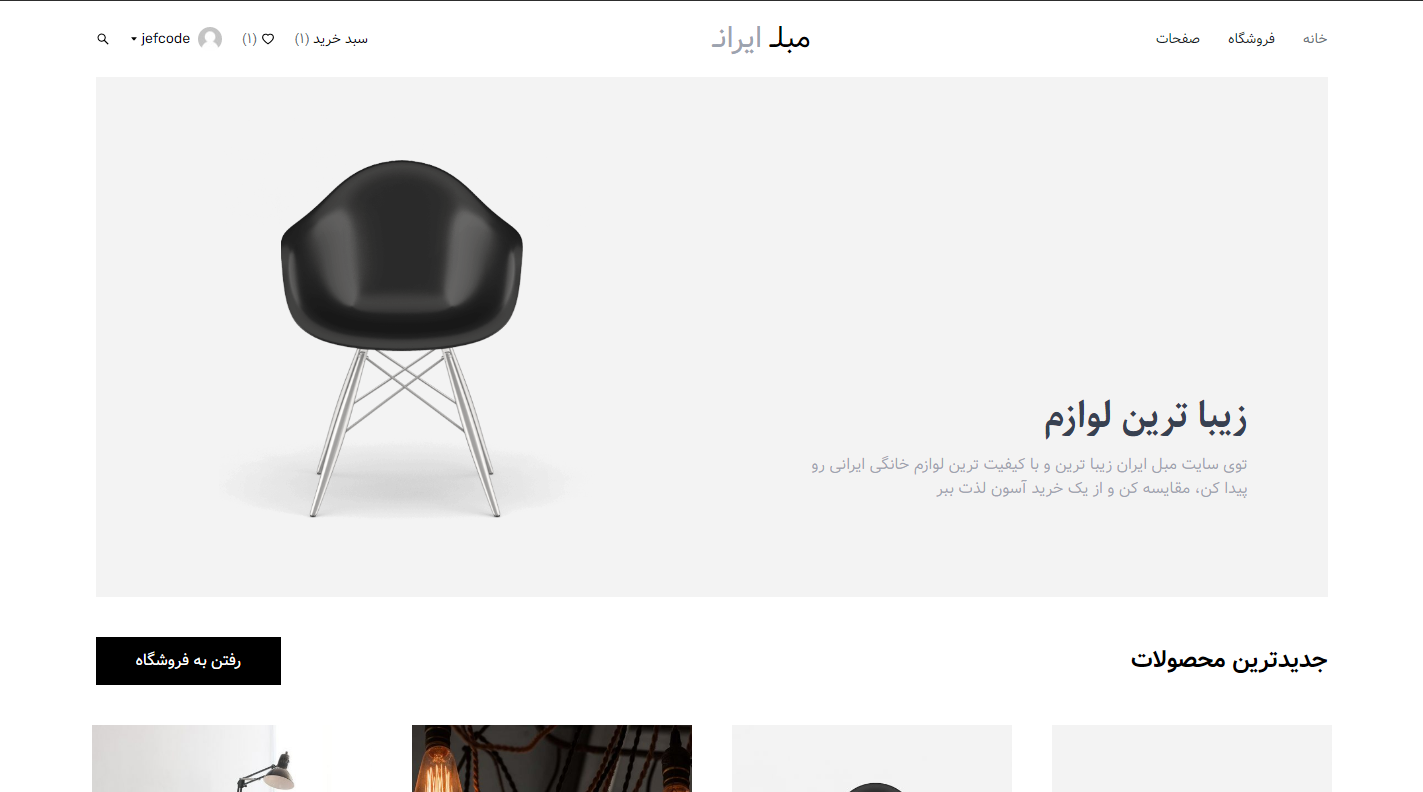 خانه
فروشگاه
صفحات
مبلـ ایرانـ
سبد خرید (۱)
(۱)
jefcode
زیبا ترین لوازم
توی سایت مبل ایران زیبا ترین و با کیفیت ترین لوازم خانگی ایرانی رو
پیدا کن، مقایسه کن و از یک خرید آسون لذت ببر
جدیدترین محصولات
رفتن به فروشگاه